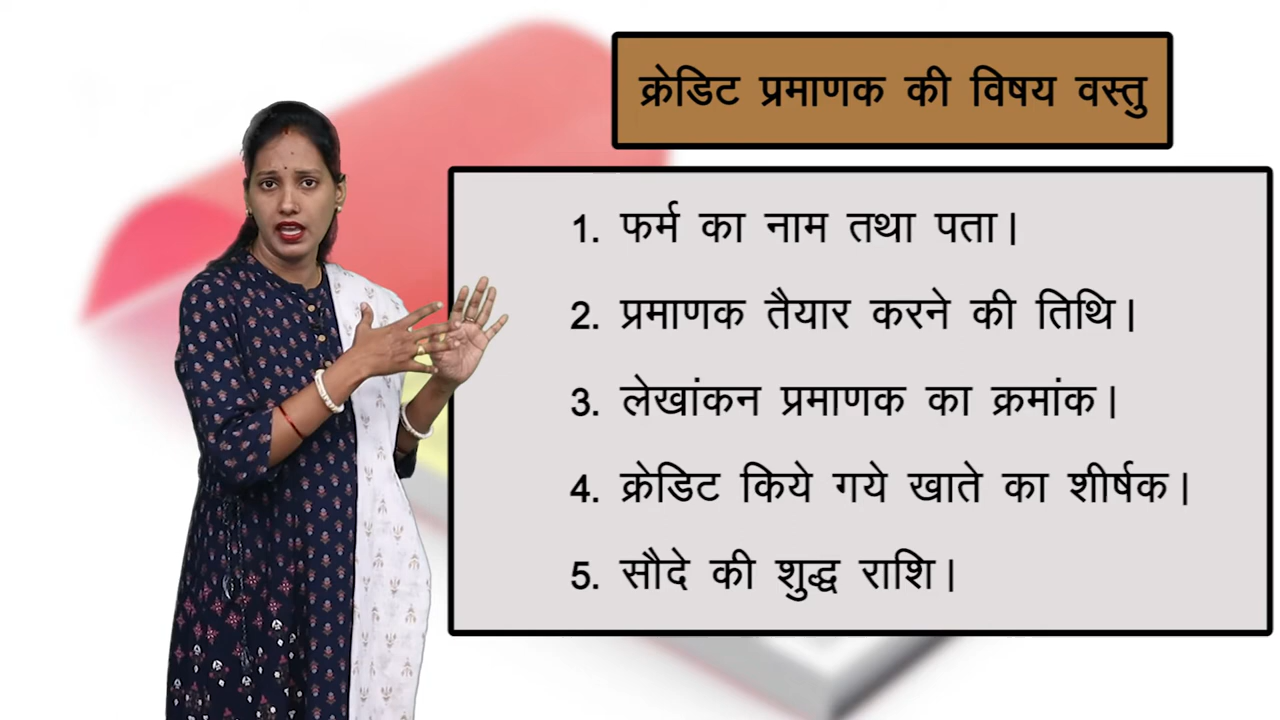 क्रेडिट प्रमाणक की विषय वस्तु
1. फर्म का नाम तथा पता।
2. प्रमाणक तैयार करने की तिथि।
3. लेखांकन प्रमाणक का क्रमांक।
4. क्रेडिट किये गये खाते का शीर्षक।
5. सौदे की शुद्ध राशि।